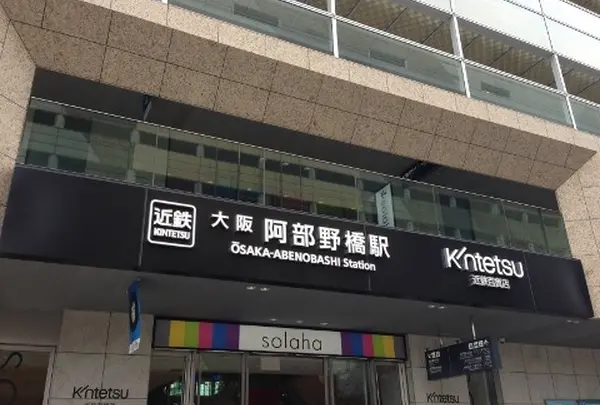 近鉄
KINTETSU
大阪 阿部野橋駅
ŌSAKA-ABENOBASHI Station
Kintetsu
近鉄百貨店
solaha
Kintetsu
Kintetsu